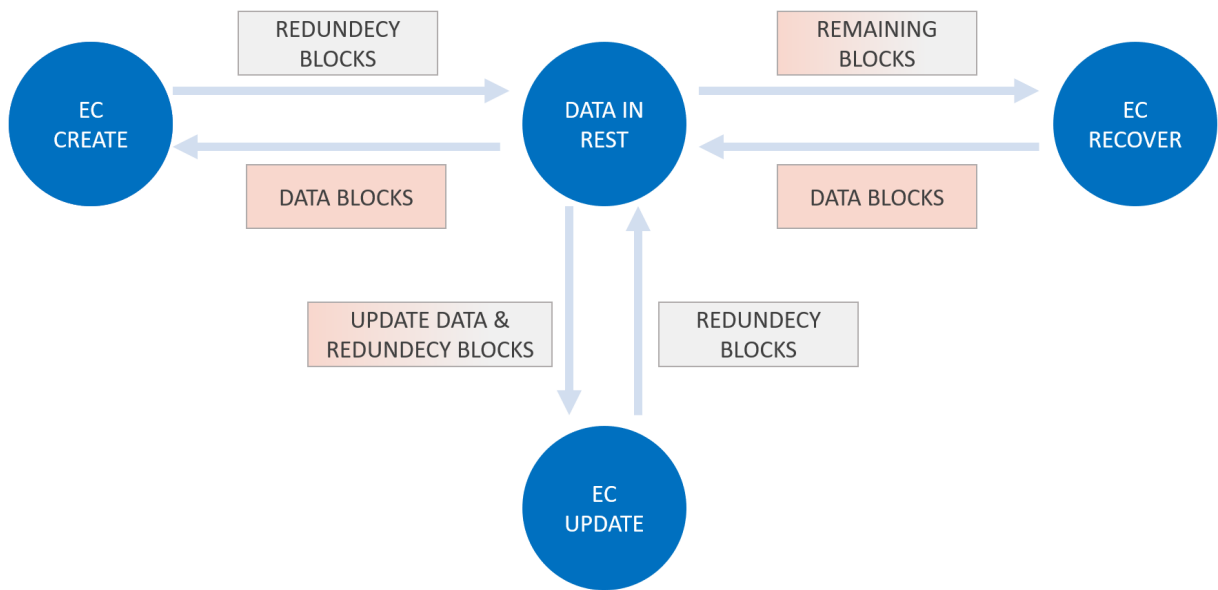 REDUNDECY
BLOCKS
REMAINING
BLOCKS
EC
CREATE
DATA IN
REST
EC
RECOVER
DATA BLOCKS
DATA BLOCKS
UPDATE DATA &
REDUNDECY BLOCKS
REDUNDECY
BLOCKS
EC
UPDATE